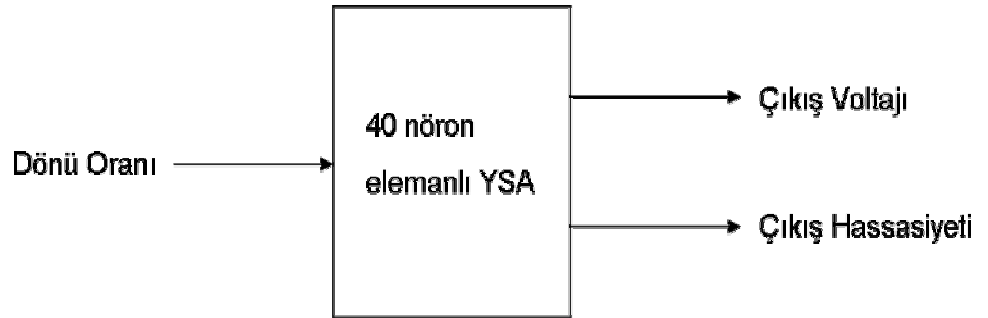 Dönü Oranı
40 nöron
elemanlı YSA
Çıkış Voltajı
Çıkış Hassasiyeti